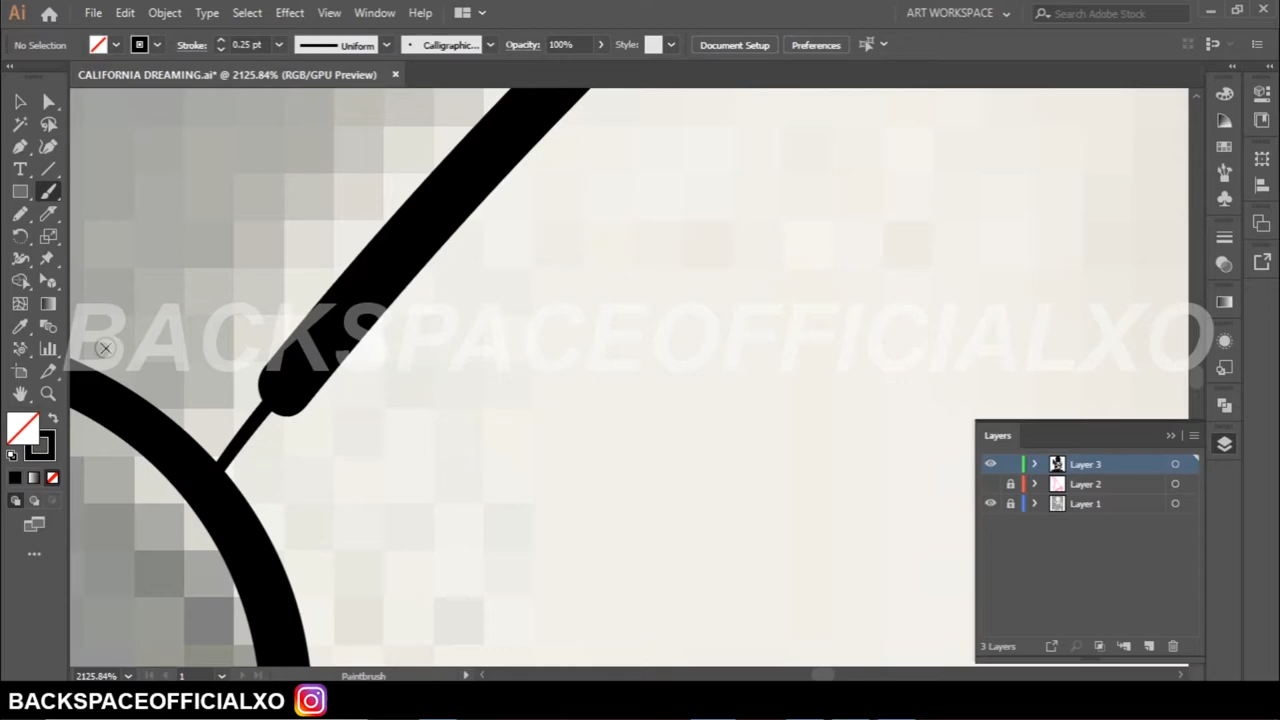 Ai File Edit Object Type Select Effect View Window Help ART WORKSPACE Search Adobe Stock
No Selection Stroke: 0.25 pt Uniform Calligraphic... Opacity: 100% Style: Document Setup Preferences
CALIFORNIA DREAMING.ai* @ 2125.84% (RGB/GPU Preview) ×
BACKSPACEOFFICIALXO
Layers
Layer 3
Layer 2
Layer 1
3 Layers
2125.84% 1 Paintbrush
BACKSPACEOFFICIALXO